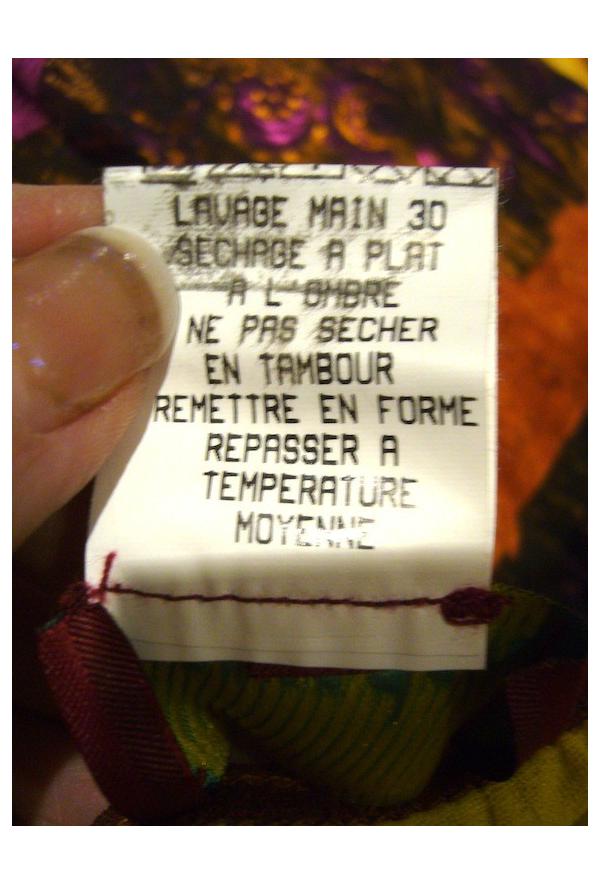 LAVAGE MAIN 30
SECHAGE A PLAT
A L'OMBRE
NE PAS SECHER
EN TAMBOUR
REMETTRE EN FORME
REPASSER A
TEMPERATURE
MOYENNE